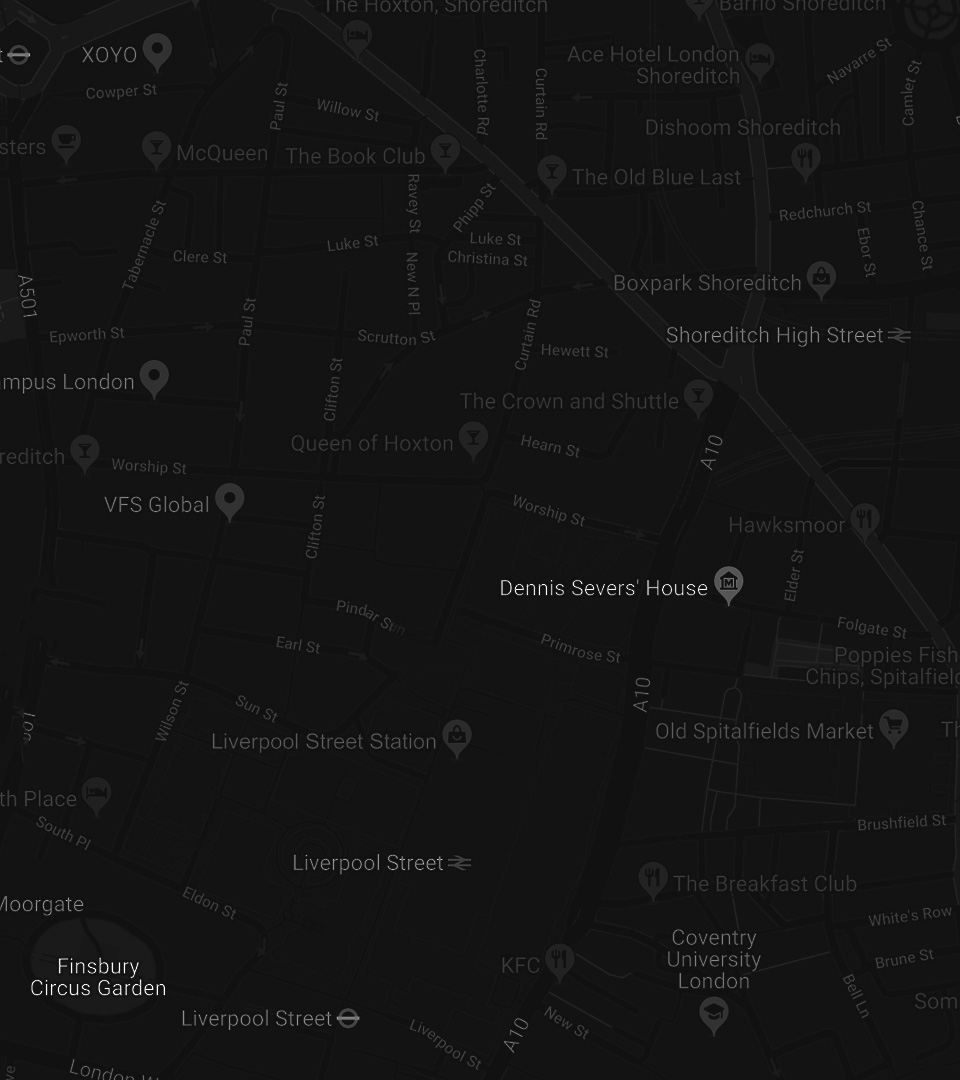 The Hoxton, Shoreditch
Barrio Shoreditch
XOYO
Ace Hotel London
Shoreditch
Navarre St
Camlet St
Cowper St
Paul St
Willow St
Charlotte Rd
Curtain Rd
Dishoom Shoreditch
McQueen
The Book Club
The Old Blue Last
Ravey St
Phipp St
Redchurch St
Chance St
Ebor St
Tabernacle St
Clere St
Luke St
Luke St
Christina St
New N Pl
Boxpark Shoreditch
A501
Epworth St
Paul St
Scrutton St
Curtain Rd
Shoreditch High Street
Hewett St
Clifton St
London
The Crown and Shuttle
Queen of Hoxton
Hearn St
A10
Worship St
VFS Global
Clifton St
Worship St
Hawksmoor
Dennis Severs' House
Elder St
Pindar St
Folgate St
Earl St
Primrose St
Poppies Fish
Chips, Spitalfield
Wilson St
Sun St
A10
Liverpool Street Station
Old Spitalfields Market
Place
South Pl
Brushfield St
Liverpool Street
The Breakfast Club
Eldon St
Moorgate
White's Row
Coventry
University
London
KFC
Brune St
Finsbury
Circus Garden
Bell Ln
Som
Liverpool Street
New St
A10
Liverpool St
London W